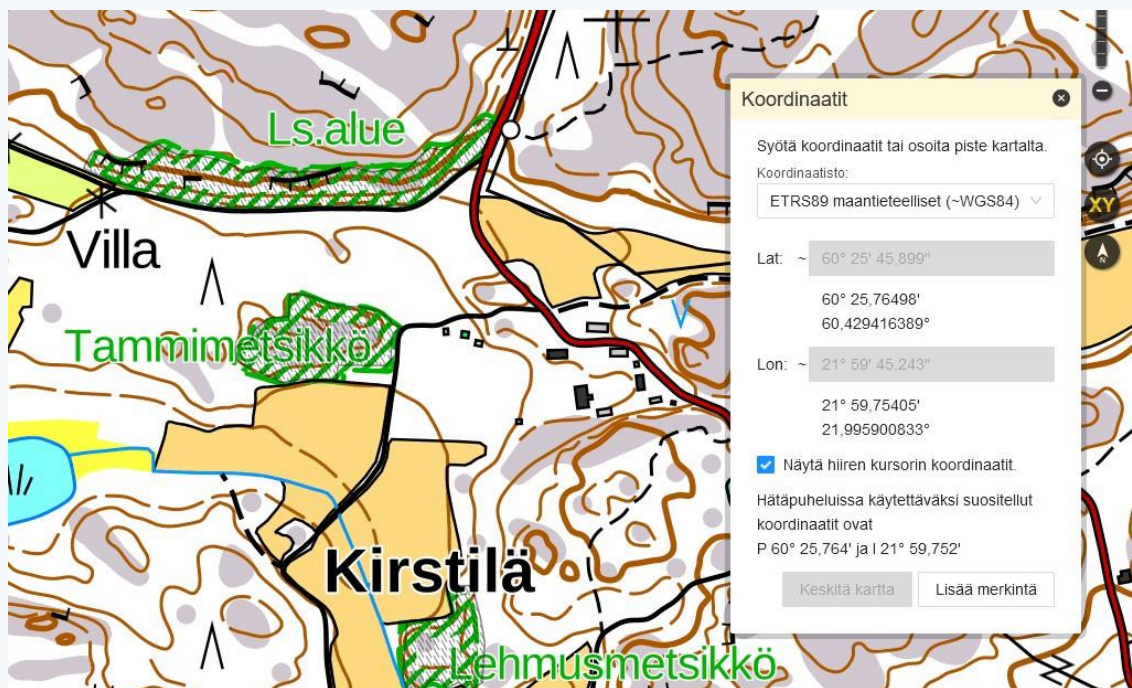 Ls.alue
Villa
Tammimetsikkö
Kirstilä
Lehmusmetsikkö
Koordinaatit
Syötä koordinaatit tai osoita piste kartalta.
Koordinaatisto:
ETRS89 maantieteelliset (~WGS84)
Lat: ~ 60° 25' 45,899"
60° 25,76498'
60,429416389°
Lon: ~ 21° 59' 45,243"
21° 59,75405'
21,995900833°
Näytä hiiren kursorin koordinaatit.
Hätäpuheluissa käytettäväksi suositellut
koordinaatit ovat
P 60° 25,764' ja I 21° 59,752'
Keskitä kartta Lisää merkintä
XY
N